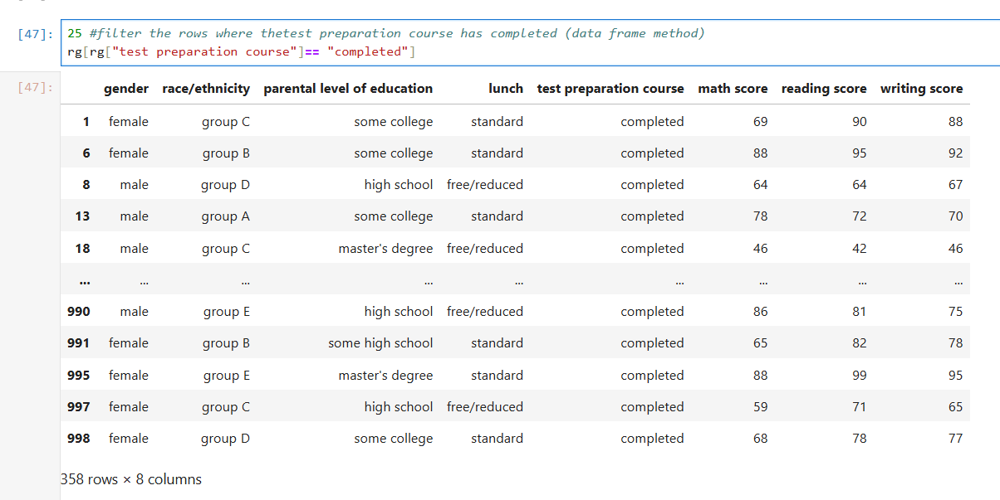 [47]: 25 #filter the rows where thetest preparation course has completed (data frame method)
rg[rg["test preparation course"]== "completed"]
[47]: gender race/ethnicity parental level of education lunch test preparation course math score reading score writing score
1 female group C some college standard completed 69 90 88
6 female group B some college standard completed 88 95 92
8 male group D high school free/reduced completed 64 64 67
13 male group A some college standard completed 78 72 70
18 male group C master's degree free/reduced completed 46 42 46
... ... ... ... ... ... ... ... ...
990 male group E high school free/reduced completed 86 81 75
991 female group B some high school standard completed 65 82 78
995 female group E master's degree standard completed 88 99 95
997 female group C high school free/reduced completed 59 71 65
998 female group D some college standard completed 68 78 77
358 rows × 8 columns